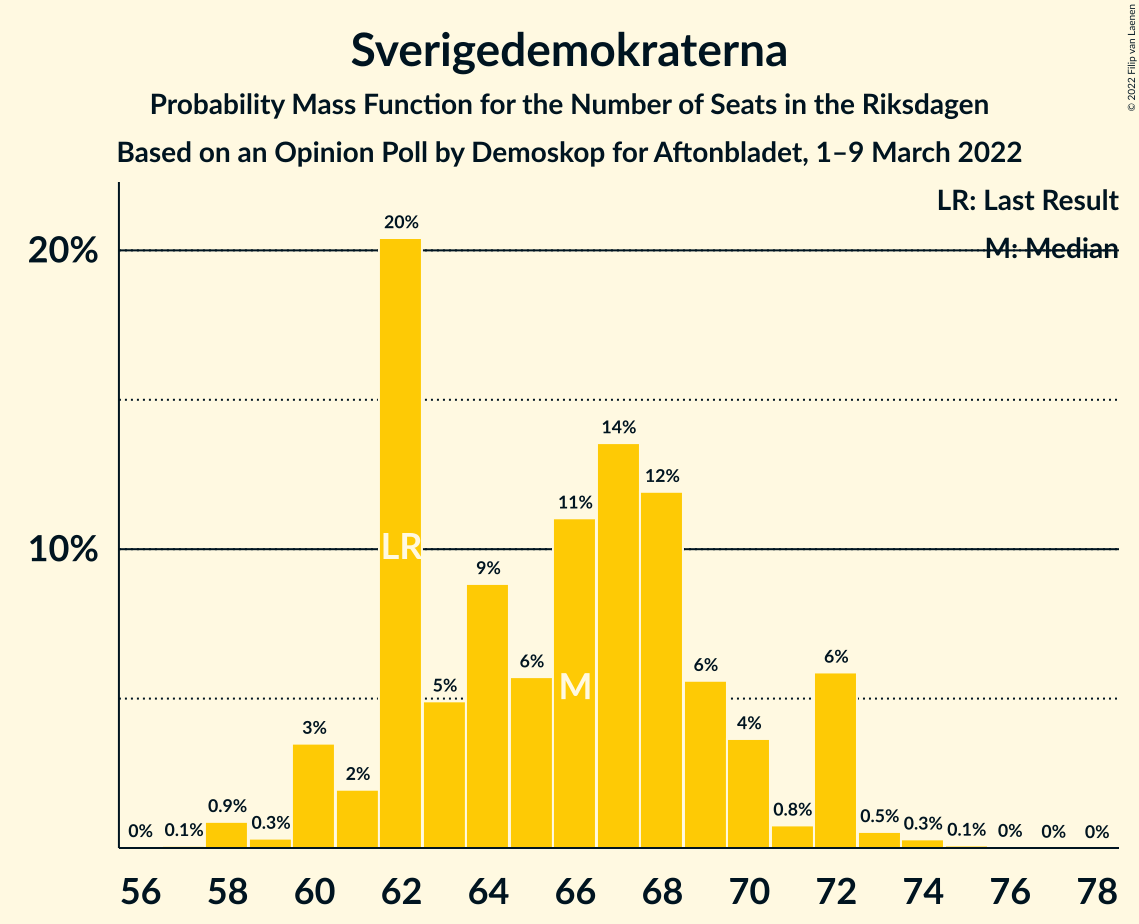 Sverigedemokraterna
Probability Mass Function for the Number of Seats in the Riksdagen
Based on an Opinion Poll by Demoskop for Aftonbladet, 1–9 March 2022
© 2022 Filip van Laenen
LR: Last Result
M: Median
20%
10%
0%
0.1%
0.9%
0.3%
3%
2%
20%
5%
9%
6%
11%
14%
12%
6%
4%
0.8%
6%
0.5%
0.3%
0.1%
0%
0%
0%
LR
M
56 58 60 62 64 66 68 70 72 74 76 78